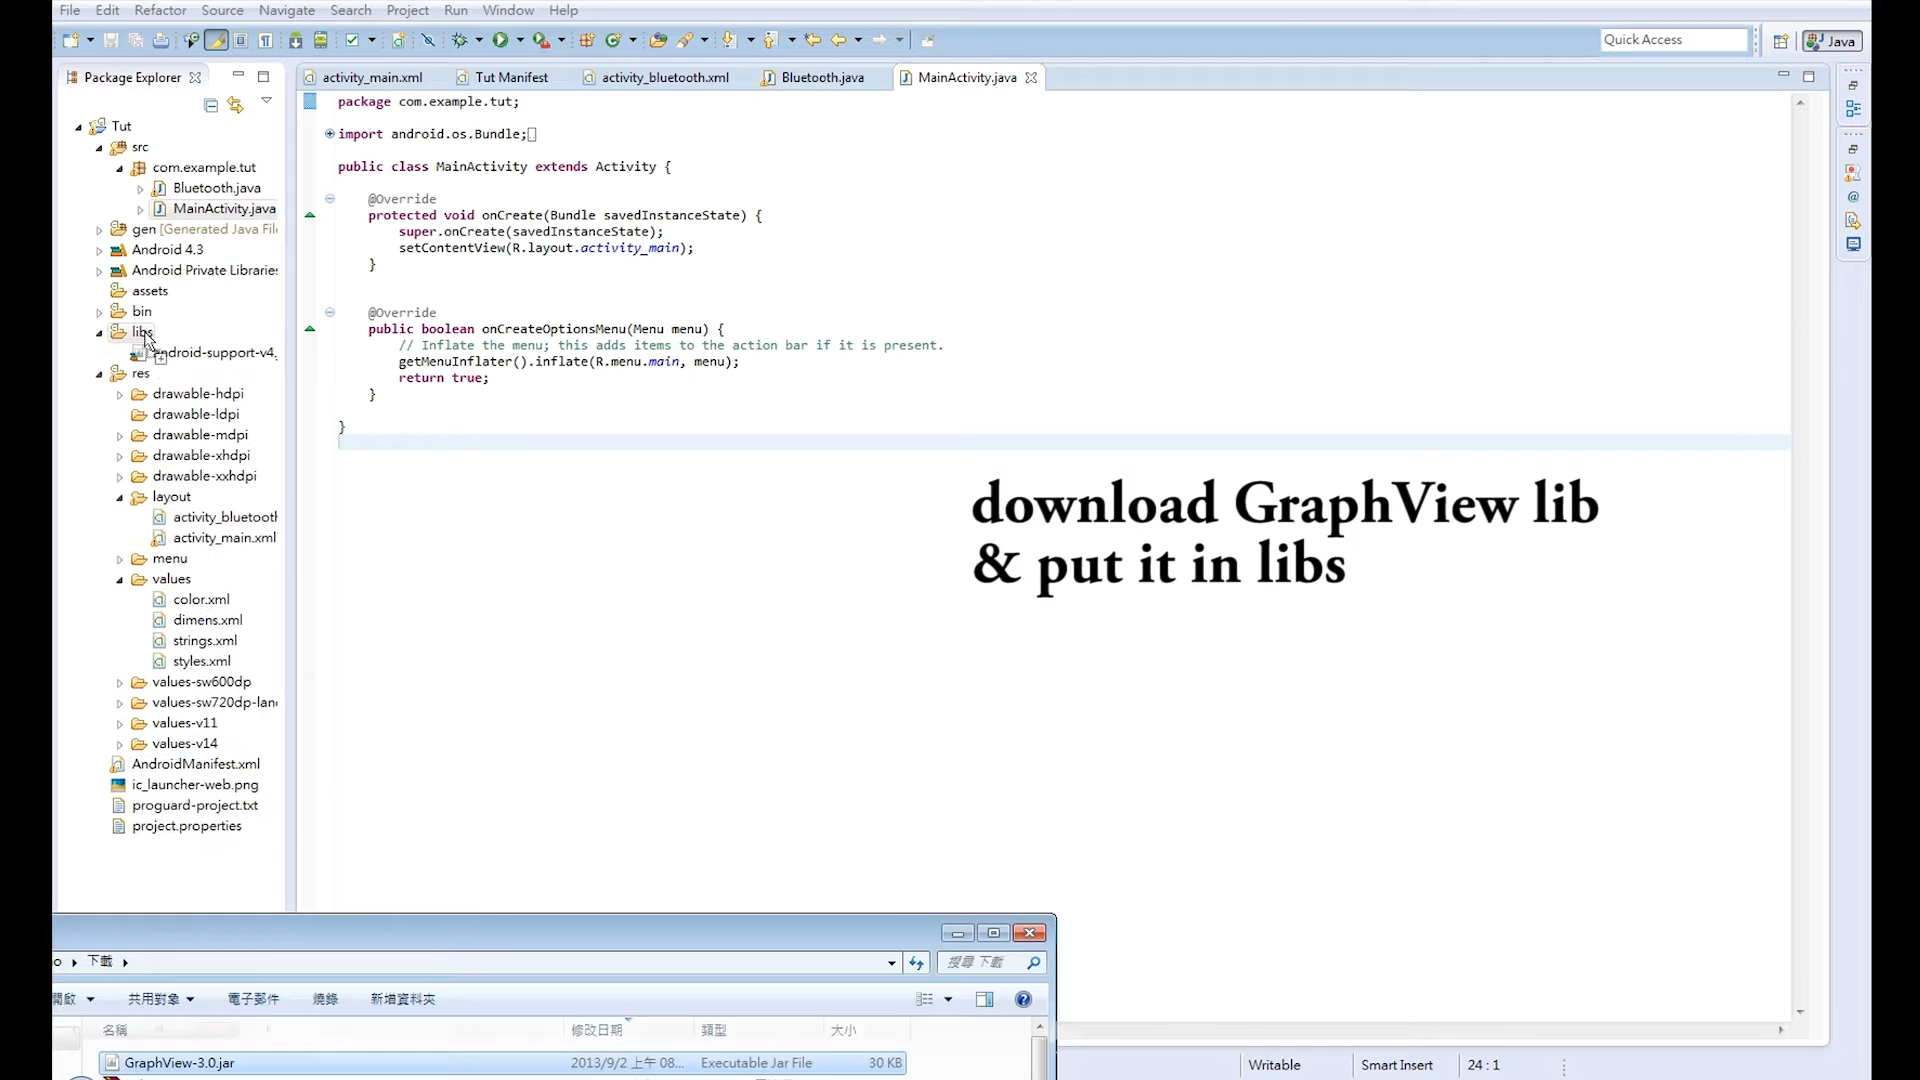 File Edit Refactor Source Navigate Search Project Run Window Help
Quick Access
Java
Package Explorer
activity_main.xml
Tut Manifest
activity_bluetooth.xml
Bluetooth.java
MainActivity.java
Tut
src
com.example.tut
Bluetooth.java
MainActivity.java
gen [Generated Java Fil
Android 4.3
Android Private Libraries
assets
bin
libs
android-support-v4.
res
drawable-hdpi
drawable-ldpi
drawable-mdpi
drawable-xhdpi
drawable-xxhdpi
layout
activity_bluetooth
activity_main.xml
menu
values
color.xml
dimens.xml
strings.xml
styles.xml
values-sw600dp
values-sw720dp-land
values-v11
values-v14
AndroidManifest.xml
ic_launcher-web.png
proguard-project.txt
project.properties
package com.example.tut;
import android.os.Bundle;
public class MainActivity extends Activity {
@Override
protected void onCreate(Bundle savedInstanceState) {
super.onCreate(savedInstanceState);
setContentView(R.layout.activity_main);
}
@Override
public boolean onCreateOptionsMenu(Menu menu) {
// Inflate the menu; this adds items to the action bar if it is present.
getMenuInflater().inflate(R.menu.main, menu);
return true;
}
}
download GraphView lib
& put it in libs
o 下載
搜尋 下載
開啟 共用對象 電子郵件 燒錄 新增資料夾
名稱 修改日期 類型 大小
GraphView-3.0.jar 2013/9/2 上午 08... Executable Jar File 30 KB
Writable Smart Insert 24 : 1